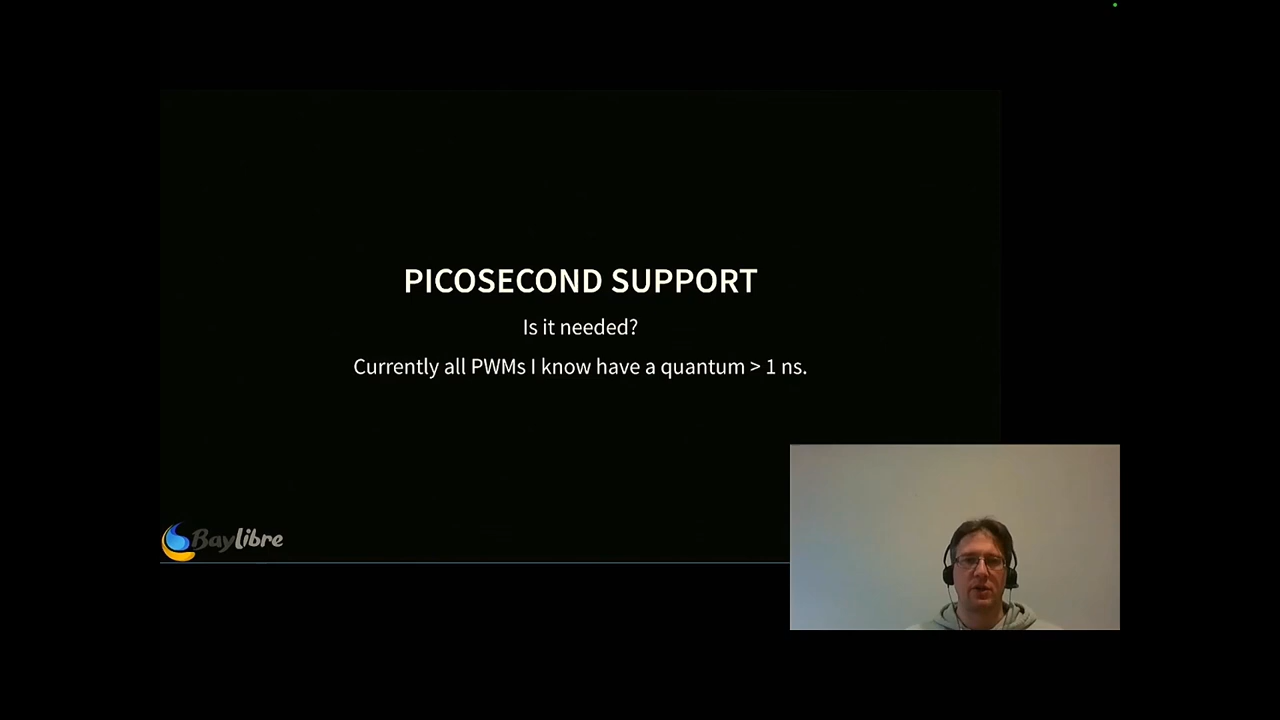 PICOSECOND SUPPORT
Is it needed?
Currently all PWMs I know have a quantum > 1 ns.
Baylibre